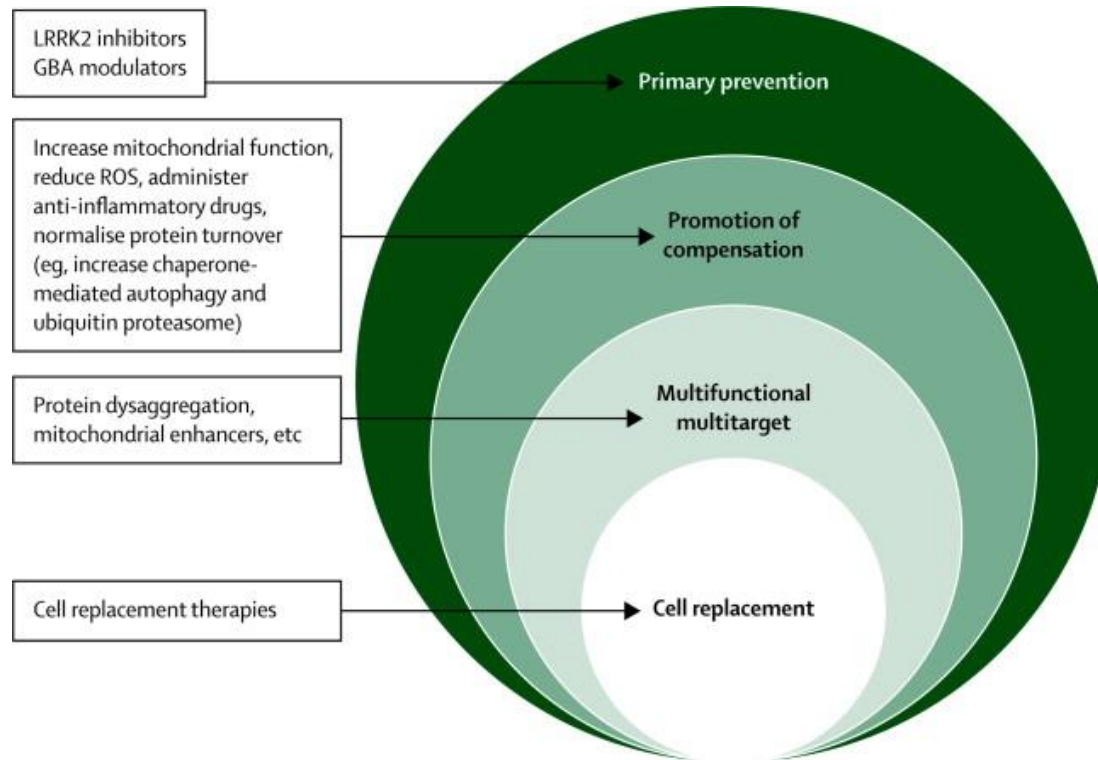 LRRK2 inhibitors
GBA modulators
Primary prevention
Increase mitochondrial function,
reduce ROS, administer
anti-inflammatory drugs,
normalise protein turnover
(eg, increase chaperone-
mediated autophagy and
ubiquitin proteasome)
Promotion of
compensation
Protein dysaggregation,
mitochondrial enhancers, etc
Multifunctional
multitarget
Cell replacement therapies
Cell replacement